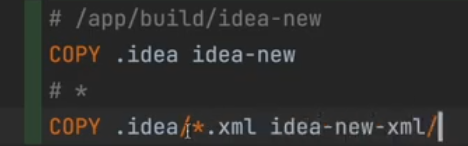 # /app/build/idea-new
COPY .idea idea-new
# *
COPY .idea/*.xml idea-new-xml/